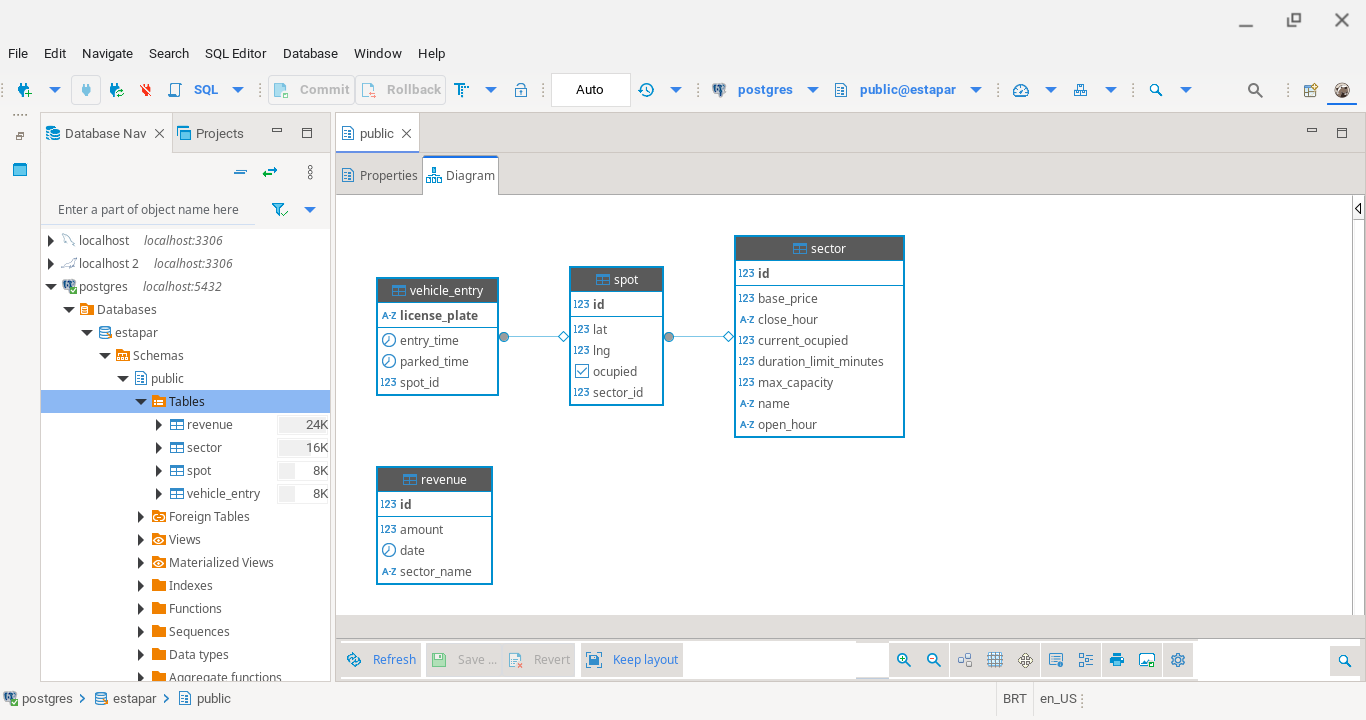 File Edit Navigate Search SQL Editor Database Window Help
SQL Commit Rollback Auto postgres public@estapar
Database Nav Projects
Enter a part of object name here
localhost localhost:3306
localhost 2 localhost:3306
postgres localhost:5432
Databases
estapar
Schemas
public
Tables
revenue 24K
sector 16K
spot 8K
vehicle_entry 8K
Foreign Tables
Views
Materialized Views
Indexes
Functions
Sequences
Data types
Aggregate functions
public
Properties Diagram
vehicle_entry
A-Z license_plate
entry_time
parked_time
123 spot_id
spot
123 id
123 lat
123 lng
ocupied
123 sector_id
sector
123 id
123 base_price
A-Z close_hour
123 current_ocupied
123 duration_limit_minutes
123 max_capacity
A-Z name
A-Z open_hour
revenue
123 id
123 amount
date
A-Z sector_name
Refresh Save ... Revert Keep layout
postgres estapar public
BRT en_US